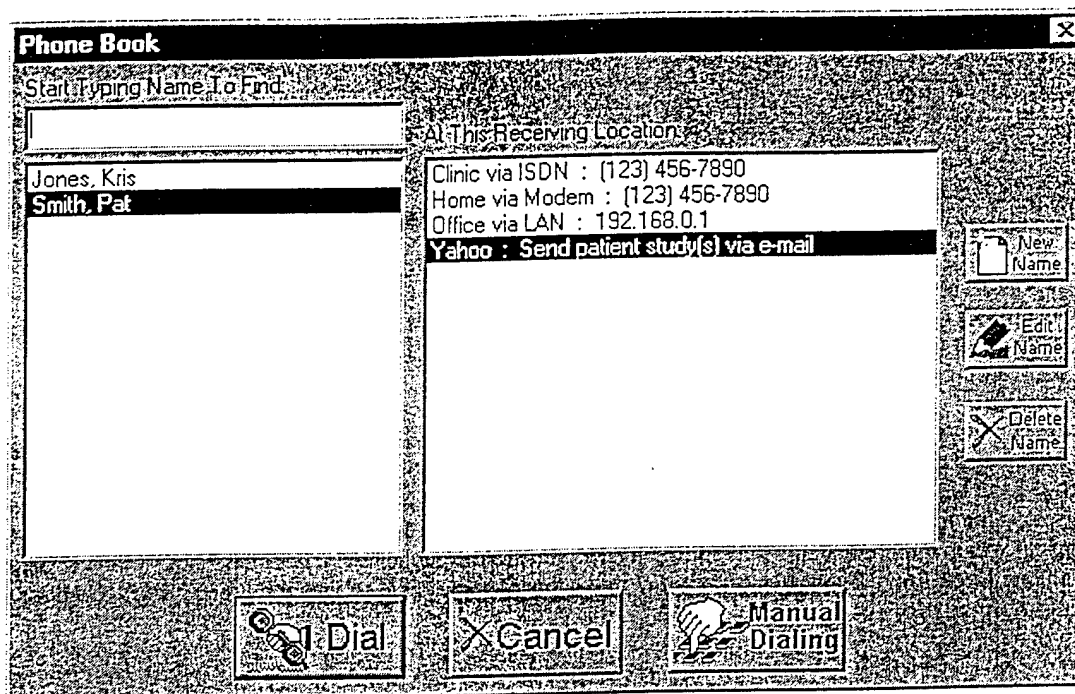 Phone Book
Start Typing Name To Find:
At This Receiving Location:
Jones, Kris
Smith, Pat
Clinic via ISDN : (123) 456-7890
Home via Modem : (123) 456-7890
Office via LAN : 192.168.0.1
Yahoo : Send patient study(s) via e-mail
New
Name
Edit
Name
Delete
Name
Dial
Cancel
Manual
Dialing